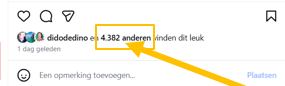 didodedino en 4.382 anderen vinden dit leuk
1 dag geleden
Een opmerking toevoegen... Plaatsen